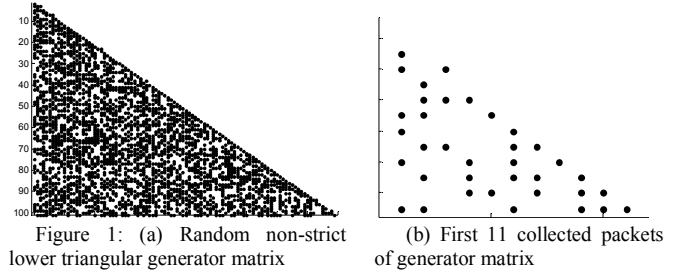 10
20
30
40
50
60
70
80
90
100
Figure 1: (a) Random non-strict
lower triangular generator matrix
(b) First 11 collected packets
of generator matrix